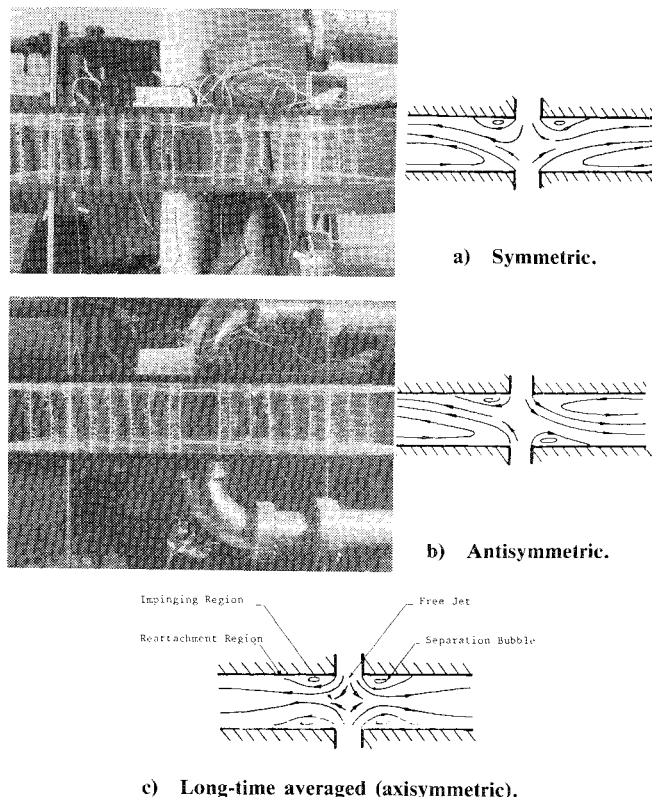 a) Symmetric.
b) Antisymmetric.
Impinging Region
Free Jet
Reattachment Region
Separation Bubble
c) Long-time averaged (axisymmetric).